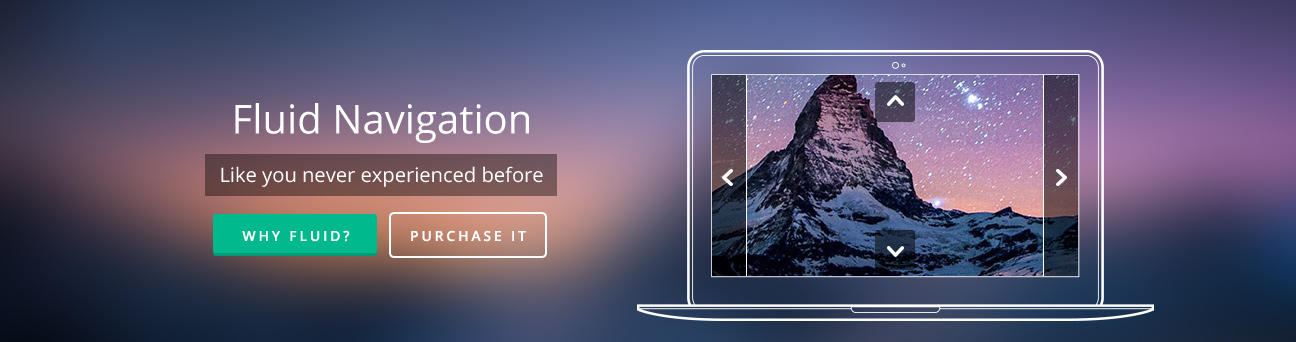 Fluid Navigation
Like you never experienced before
WHY FLUID?
PURCHASE IT